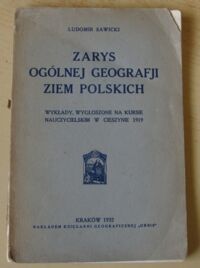 LUDOMIR SAWICKI
ZARYS
OGÓLNEJ GEOGRAFJI
ZIEM POLSKICH
WYKŁADY, WYGŁOSZONE NA KURSIE
NAUCZYCIELSKIM W CIESZYNIE 1919
KRAKÓW 1922
NAKŁADEM KSIĘGARNI GEOGRAFICZNEJ „ORBIS"